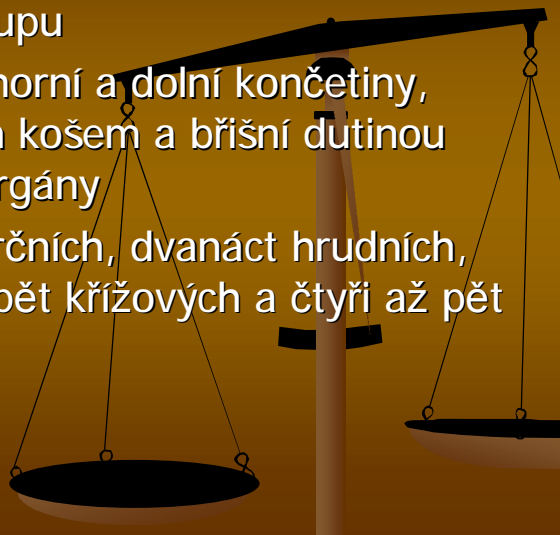 upu
horní a dolní končetiny,
košem a břišní dutinou
rgány
rčních, dvanáct hrudních,
pět křížových a čtyři až pět